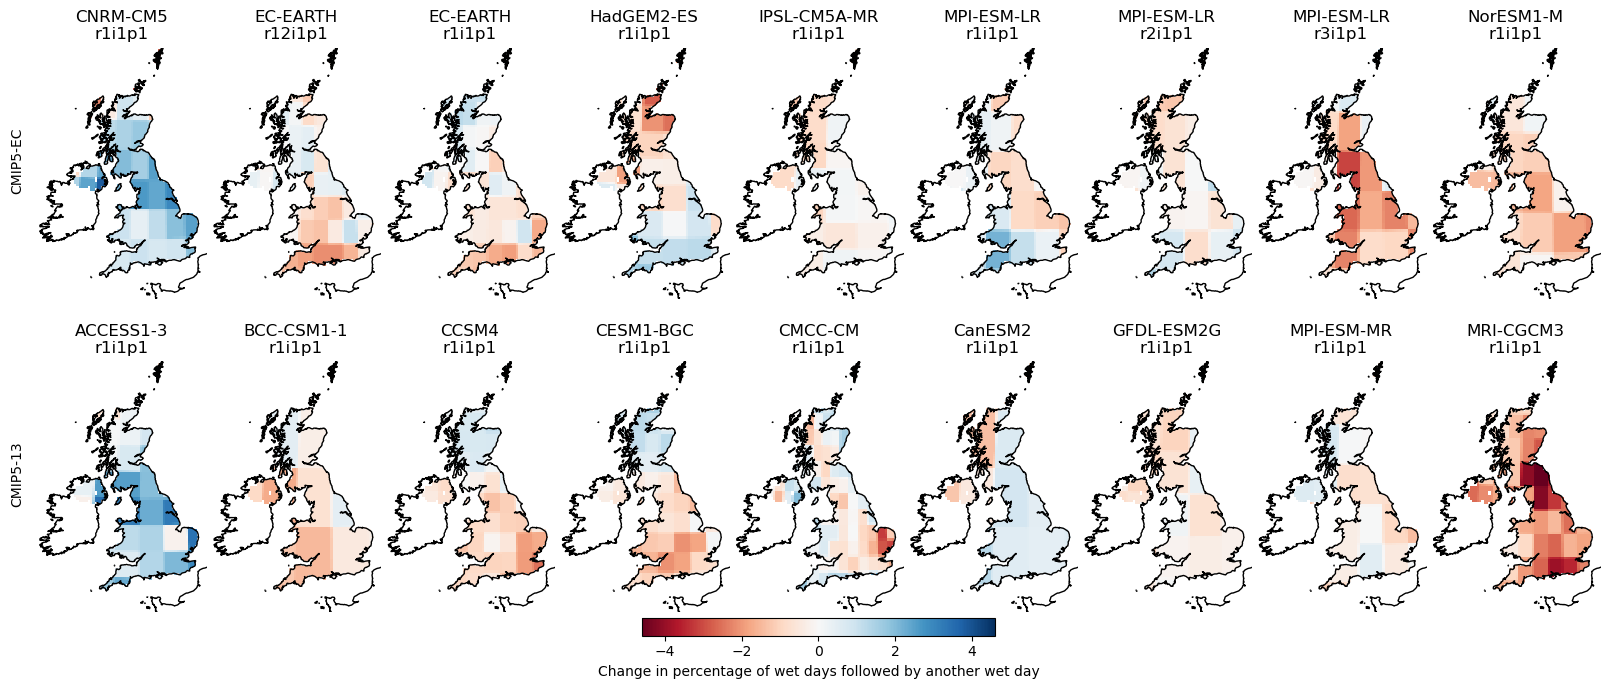 CNRM-CM5 EC-EARTH EC-EARTH HadGEM2-ES IPSL-CM5A-MR MPI-ESM-LR MPI-ESM-LR MPI-ESM-LR NorESM1-M
r1i1p1 r12i1p1 r1i1p1 r1i1p1 r1i1p1 r1i1p1 r2i1p1 r3i1p1 r1i1p1
CMIP5-EC
ACCESS1-3 BCC-CSM1-1 CCSM4 CESM1-BGC CMCC-CM CanESM2 GFDL-ESM2G MPI-ESM-MR MRI-CGCM3
r1i1p1 r1i1p1 r1i1p1 r1i1p1 r1i1p1 r1i1p1 r1i1p1 r1i1p1 r1i1p1
CMIP5-13
−4 −2 0 2 4
Change in percentage of wet days followed by another wet day